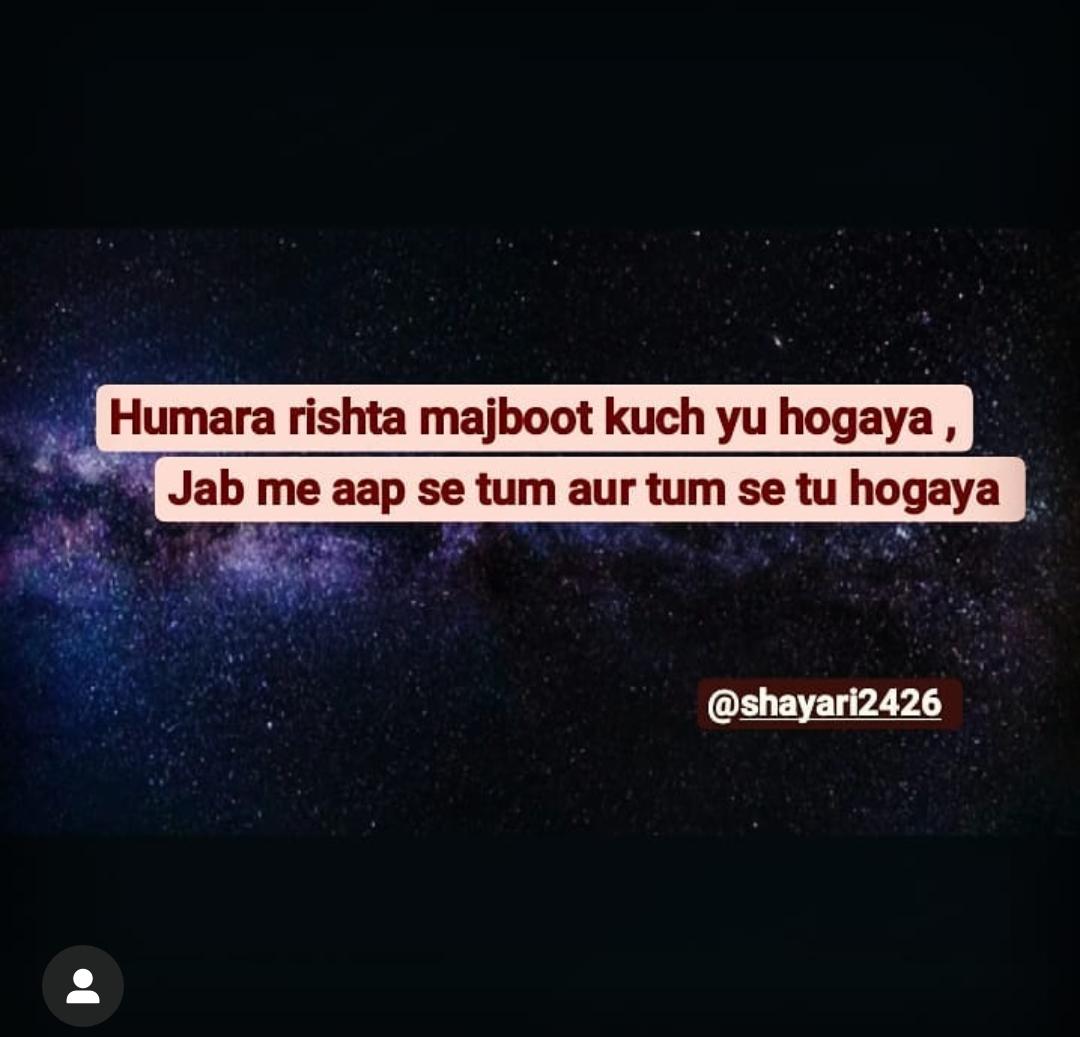 Humara rishta majboot kuch yu hogaya ,
Jab me aap se tum aur tum se tu hogaya
@shayari2426